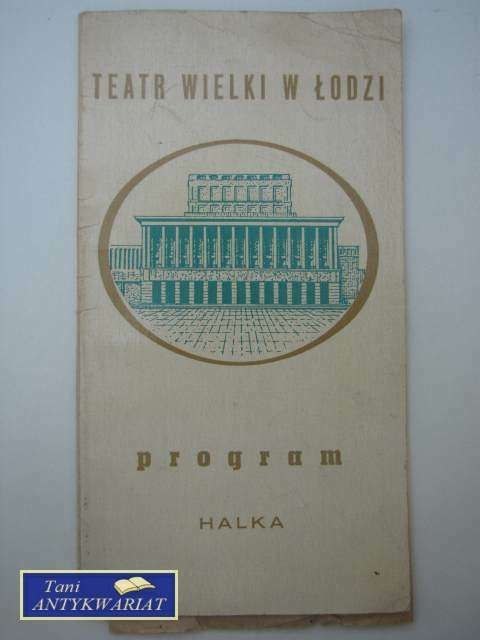 TEATR WIELKI W ŁODZI
program
HALKA
Tani
ANTYKWARIAT